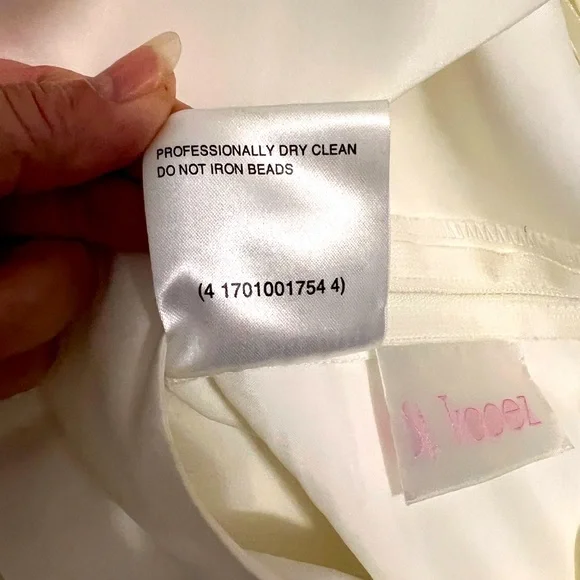 PROFESSIONALLY DRY CLEAN
DO NOT IRON BEADS
(4 1701001754 4)